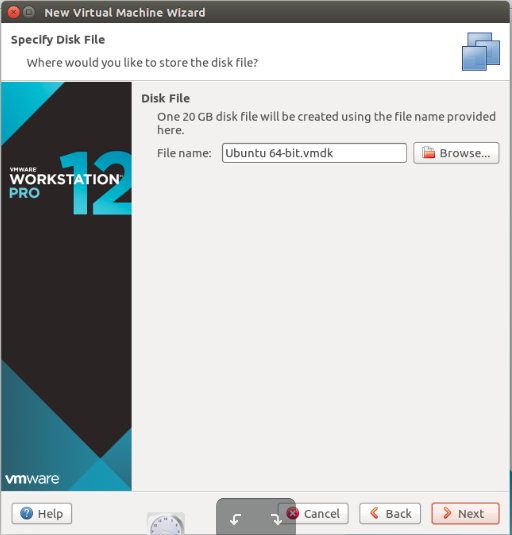 New Virtual Machine Wizard
Specify Disk File
Where would you like to store the disk file?
Disk File
One 20 GB disk file will be created using the file name provided
here.
File name: Ubuntu 64-bit.vmdk Browse...
VMWARE
WORKSTATION 12
PRO
vmware
Help Cancel Back Next